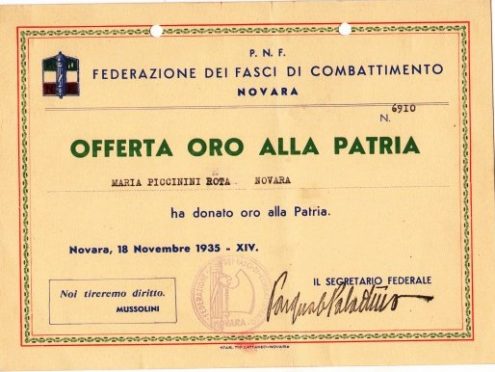 P. N. F.
FEDERAZIONE DEI FASCI DI COMBATTIMENTO
NOVARA
N. 6910
OFFERTA ORO ALLA PATRIA
MARIA PICCININI ROTA NOVARA
ha donato oro alla Patria.
Novara, 18 Novembre 1935 - XIV.
IL SEGRETARIO FEDERALE
Noi tireremo diritto.
MUSSOLINI
NOVARA